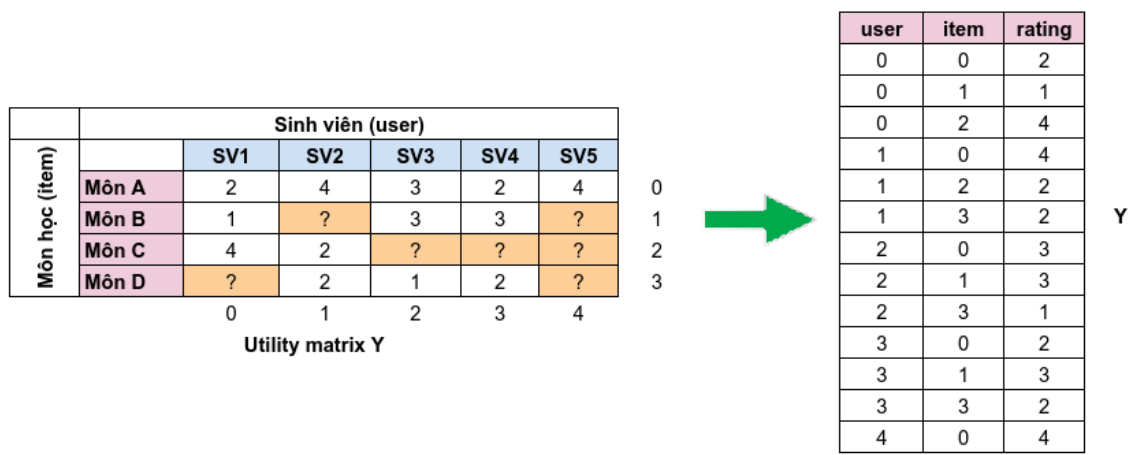 Sinh viên (user)
Môn học (item)
SV1 SV2 SV3 SV4 SV5
Môn A 2 4 3 2 4 0
Môn B 1 ? 3 3 ? 1
Môn C 4 2 ? ? ? 2
Môn D ? 2 1 2 ? 3
0 1 2 3 4
Utility matrix Y
user item rating
0 0 2
0 1 1
0 2 4
1 0 4
1 2 2
1 3 2
2 0 3
2 1 3
2 3 1
3 0 2
3 1 3
3 3 2
4 0 4
Y